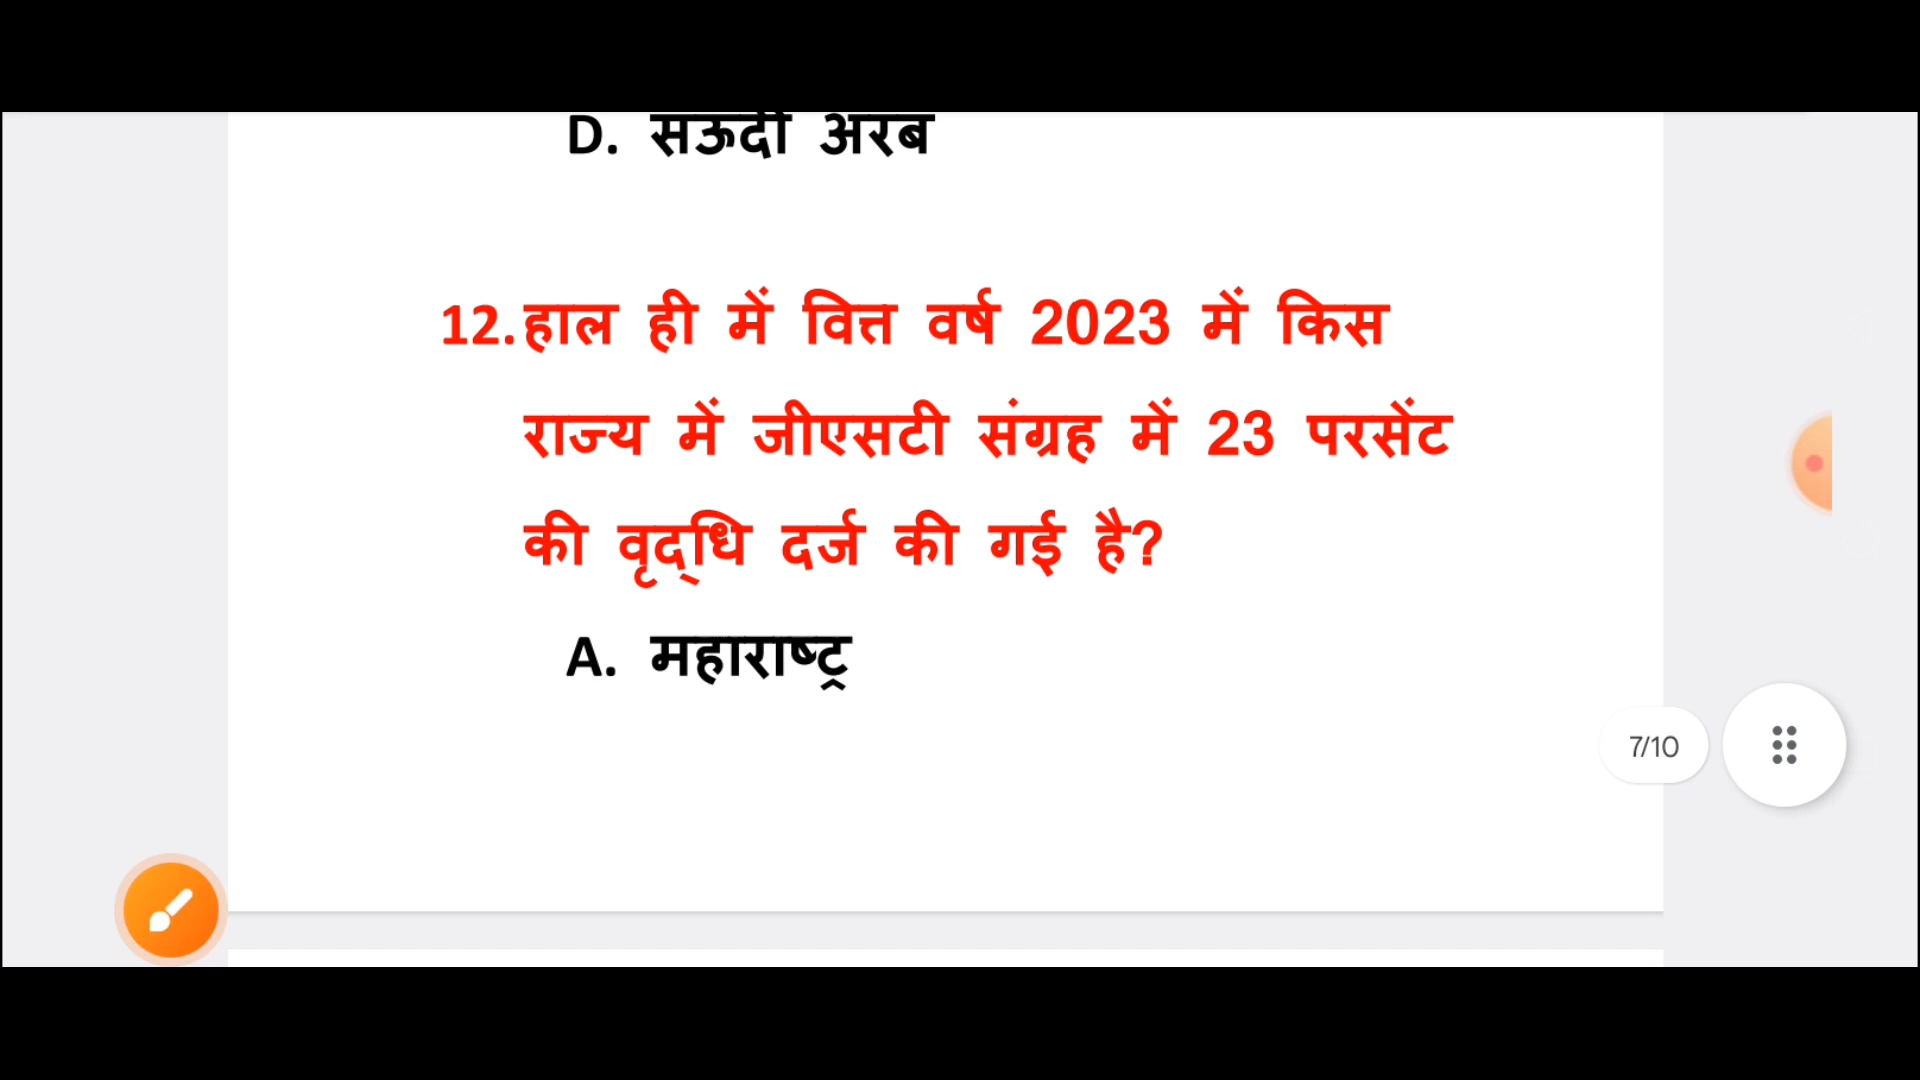 D. सऊदी अरब
12.हाल ही में वित्त वर्ष 2023 में किस
राज्य में जीएसटी संग्रह में 23 परसेंट
की वृद्धि दर्ज की गई है?
A. महाराष्ट्र
7/10